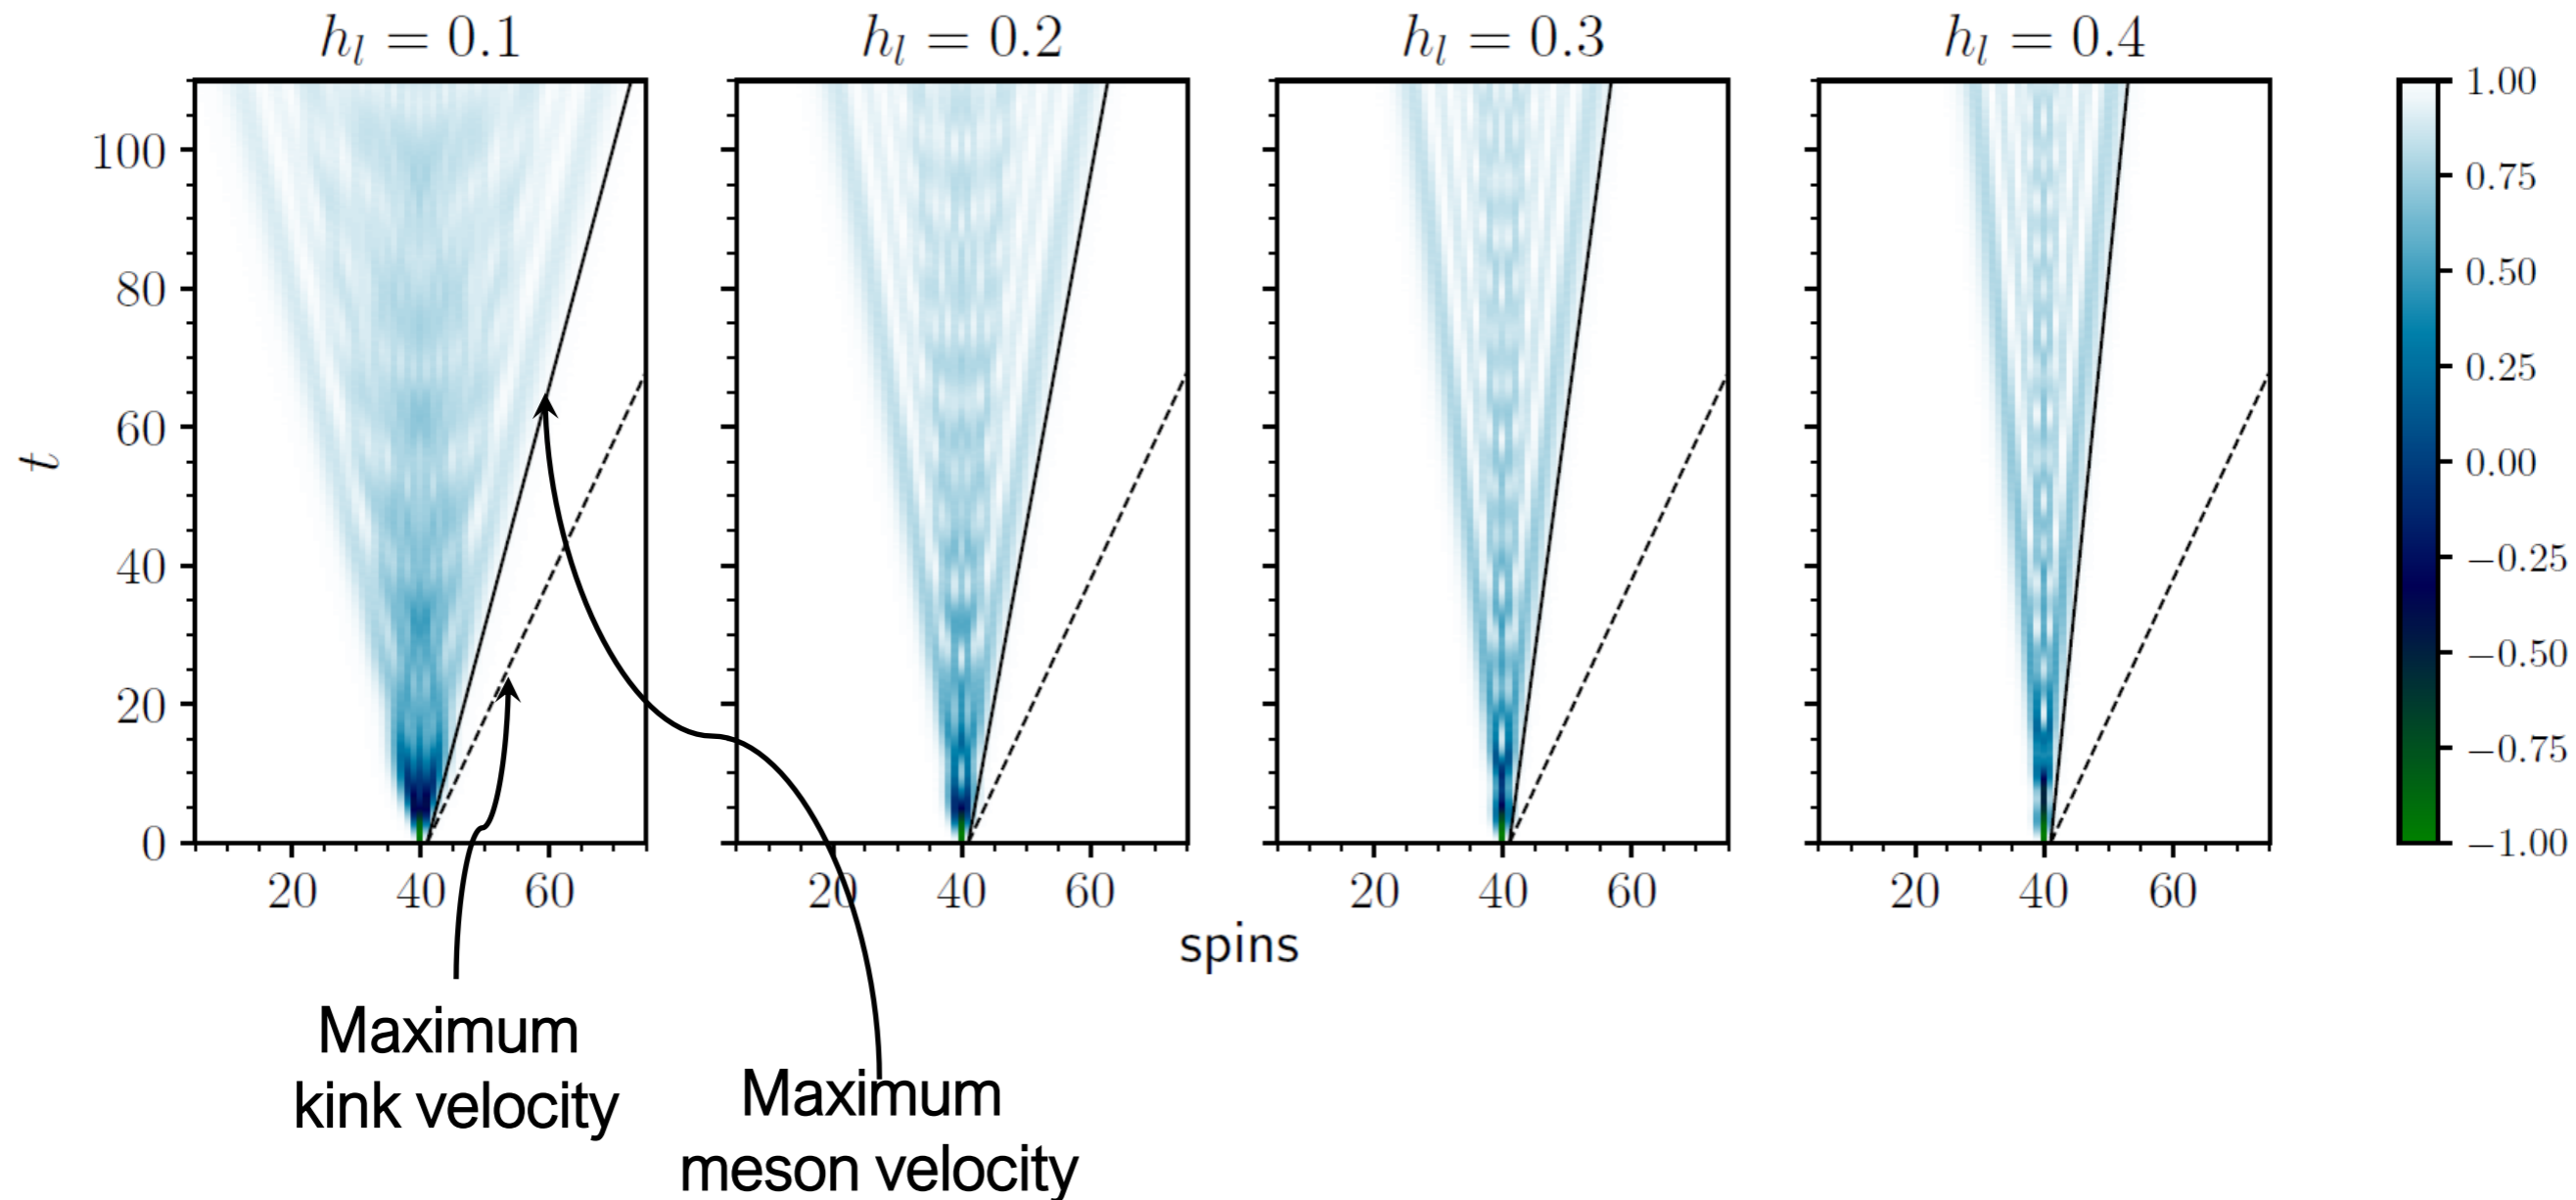 $h_l = 0.1$
$h_l = 0.2$
$h_l = 0.3$
$h_l = 0.4$
t
100
80
60
40
20
0
20 40 60
20 40 60
20 40 60
20 40 60
spins
1.00
0.75
0.50
0.25
0.00
−0.25
−0.50
−0.75
−1.00
Maximum
kink velocity
Maximum
meson velocity